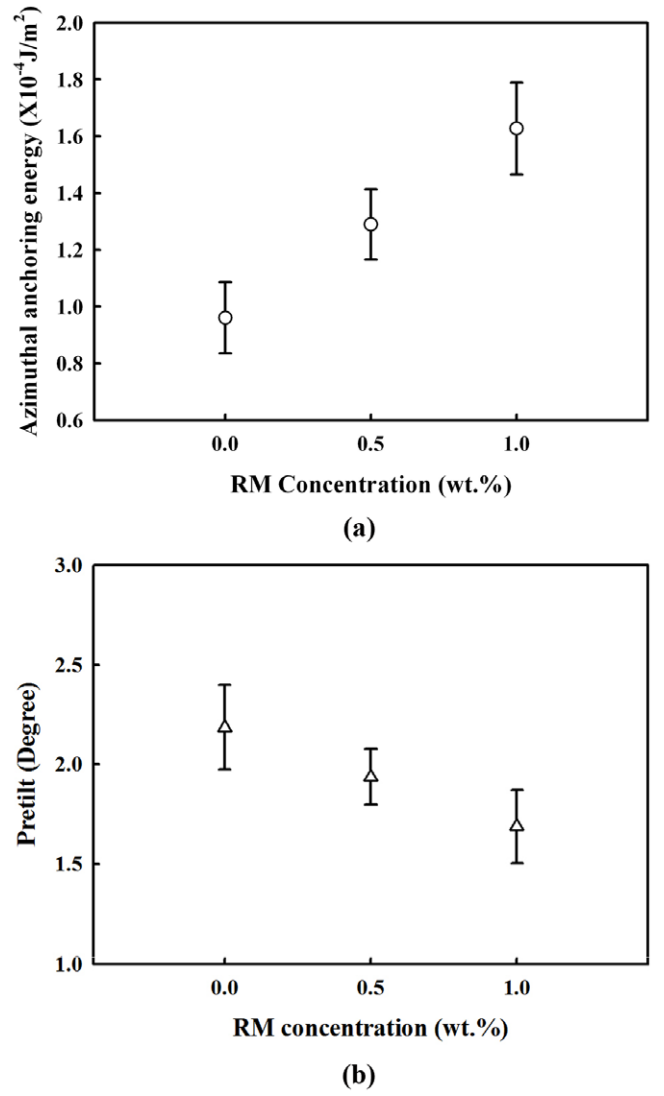 2.0
1.8
1.6
1.4
1.2
1.0
0.8
0.6
Azimuthal anchoring energy (X10⁻⁴J/m²)
0.0 0.5 1.0
RM Concentration (wt.%)
(a)
3.0
2.5
2.0
1.5
1.0
Pretilt (Degree)
0.0 0.5 1.0
RM concentration (wt.%)
(b)